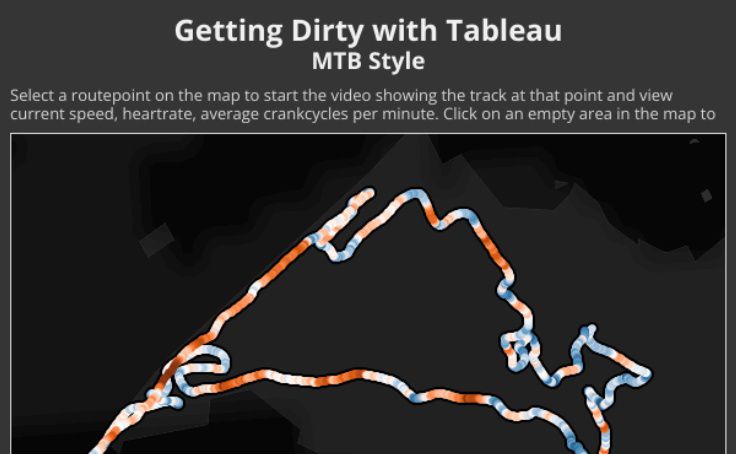 Getting Dirty with Tableau
MTB Style
Select a routepoint on the map to start the video showing the track at that point and view
current speed, heartrate, average crankcycles per minute. Click on an empty area in the map to